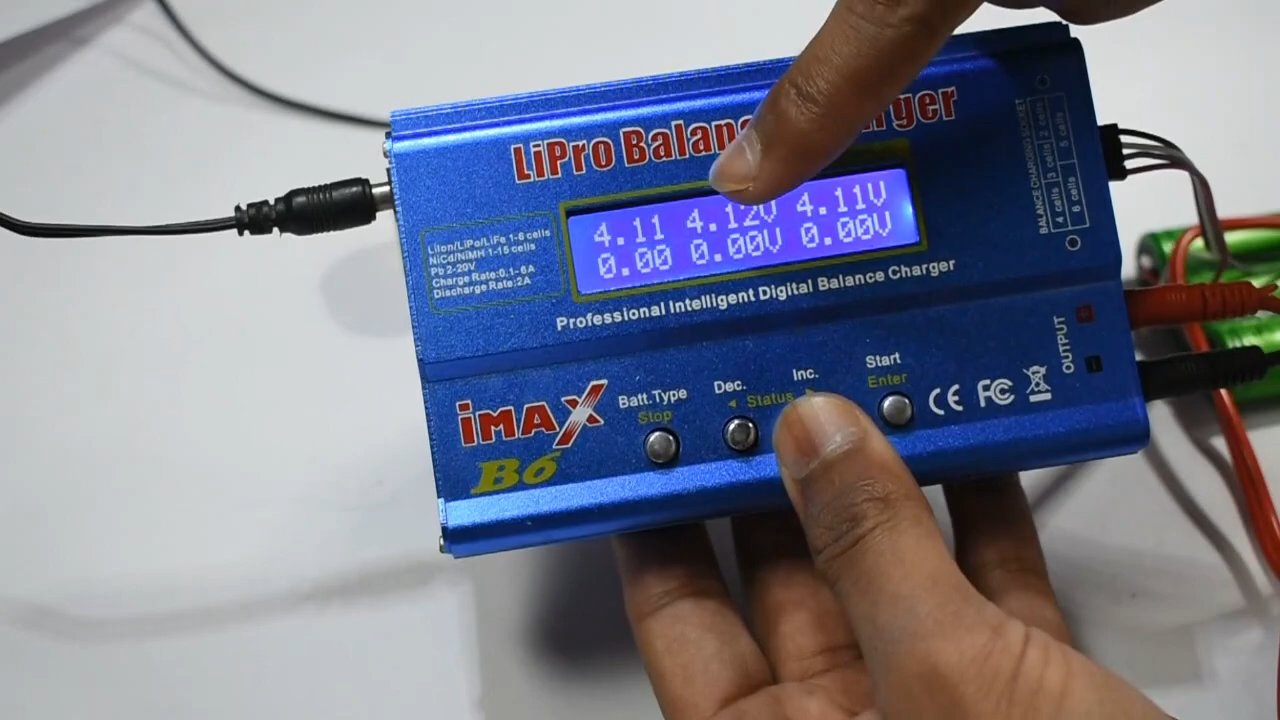 LiPro Balance Charger
4.11 4.12V 4.11V
0.00 0.00V 0.00V
LiIon/LiPo/LiFe 1-6 cells
NiCd/NiMH 1-15 cells
Pb 2-20V
Charge Rate:0.1-6A
Discharge Rate:2A
Professional Intelligent Digital Balance Charger
BALANCE CHARGING SOCKET
2 cells
3 cells
4 cells
5 cells
6 cells
OUTPUT
+
-
iMAX
B6
Batt.Type
Stop
Dec.
Inc.
◄ Status ►
Start
Enter
CE FC